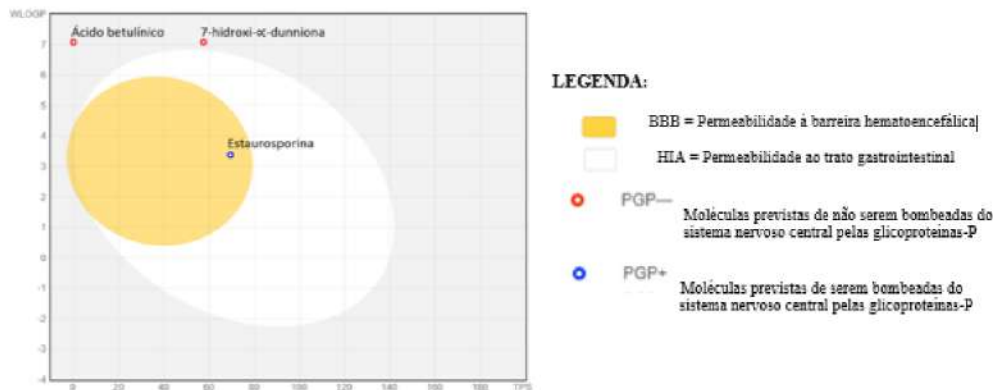 WLOGP
Ácido betulínico
7-hidroxi-∝-dunniona
7
6
5
4
Estaurosporina
3
2
1
0
-1
-2
-3
-4
0 20 40 60 80 100 120 140 160 180
LEGENDA:
BBB = Permeabilidade à barreira hematoencefálica|
HIA = Permeabilidade ao trato gastrointestinal
PGP—
Moléculas previstas de não serem bombeadas do
sistema nervoso central pelas glicoproteinas-P
PGP+
Moléculas previstas de serem bombeadas do
sistema nervoso central pelas glicoproteinas-P